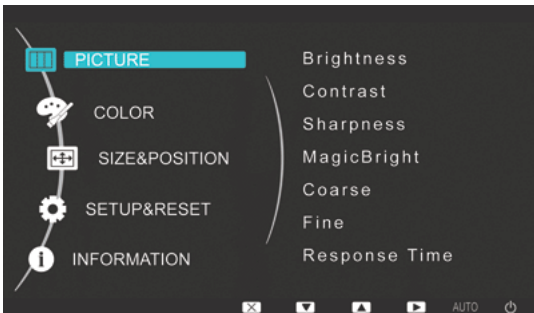 PICTURE
COLOR
SIZE&POSITION
SETUP&RESET
INFORMATION
Brightness
Contrast
Sharpness
MagicBright
Coarse
Fine
Response Time
AUTO